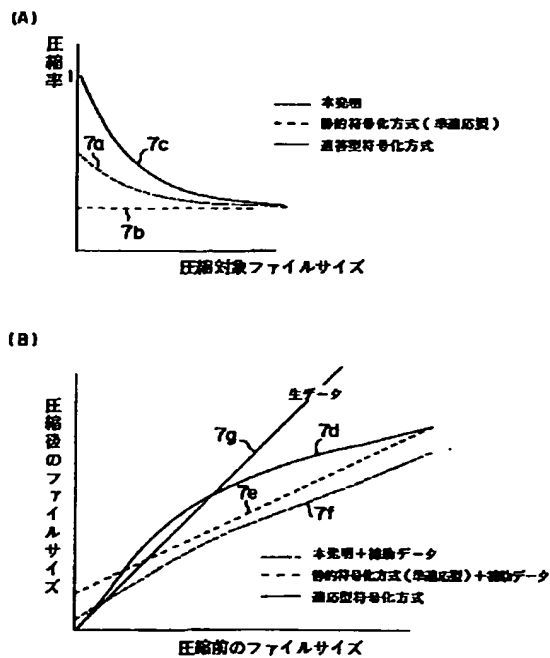 (A)
圧縮率
1
7a
7c
7b
本発明
静的符号化方式(準適応型)
適答型符号化方式
圧縮対象ファイルサイズ
(B)
圧縮後のファイルサイズ
生データ
7g
7d
7e
7f
本発明+補助データ
静的符号化方式(準適応型)+補助データ
適応型符号化方式
圧縮前のファイルサイズ